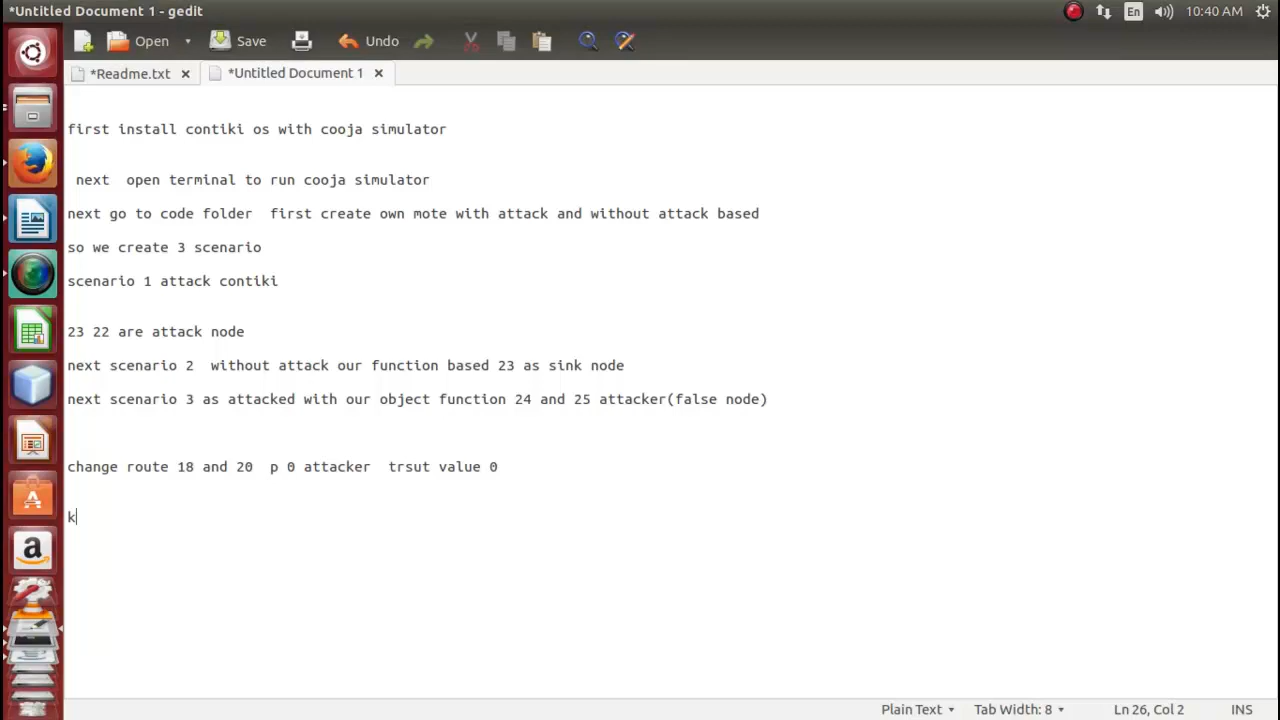 *Untitled Document 1 - gedit
En
10:40 AM
Open
Save
Undo
*Readme.txt
*Untitled Document 1
first install contiki os with cooja simulator
next  open terminal to run cooja simulator
next go to code folder  first create own mote with attack and without attack based
so we create 3 scenario
scenario 1 attack contiki
23 22 are attack node
next scenario 2  without attack our function based 23 as sink node
next scenario 3 as attacked with our object function 24 and 25 attacker(false node)
change route 18 and 20  p 0 attacker  trsut value 0
k
Plain Text
Tab Width: 8
Ln 26, Col 2
INS